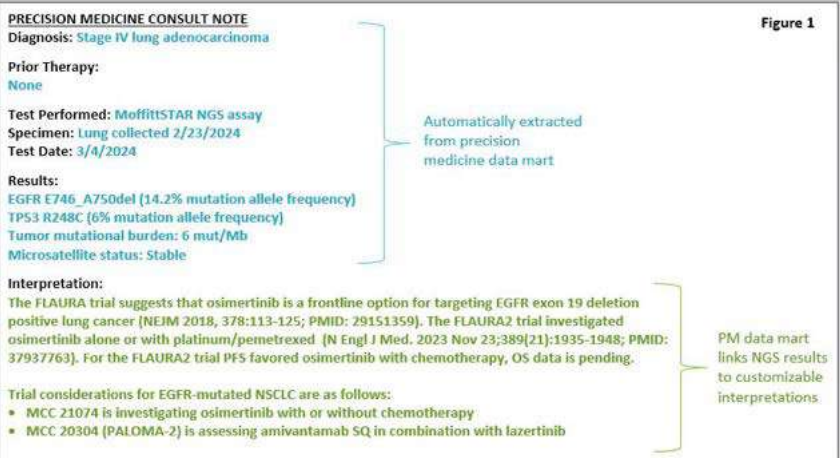 PRECISION MEDICINE CONSULT NOTE
Figure 1
Diagnosis: Stage IV lung adenocarcinoma
Prior Therapy:
None
Test Performed: MoffittSTAR NGS assay
Specimen: Lung collected 2/23/2024
Test Date: 3/4/2024
Automatically extracted
from precision
medicine data mart
Results:
EGFR E746_A750del (14.2% mutation allele frequency)
TP53 R248C (6% mutation allele frequency)
Tumor mutational burden: 6 mut/Mb
Microsatellite status: Stable
Interpretation:
The FLAURA trial suggests that osimertinib is a frontline option for targeting EGFR exon 19 deletion
positive lung cancer (NEJM 2018, 378:113-125; PMID: 29151359). The FLAURA2 trial investigated
osimertinib alone or with platinum/pemetrexed (N Engl J Med. 2023 Nov 23;389(21):1935-1948; PMID:
37937763). For the FLAURA2 trial PFS favored osimertinib with chemotherapy, OS data is pending.
PM data mart
links NGS results
to customizable
interpretations
Trial considerations for EGFR-mutated NSCLC are as follows:
• MCC 21074 is investigating osimertinib with or without chemotherapy
• MCC 20304 (PALOMA-2) is assessing amivantamab SQ in combination with lazertinib